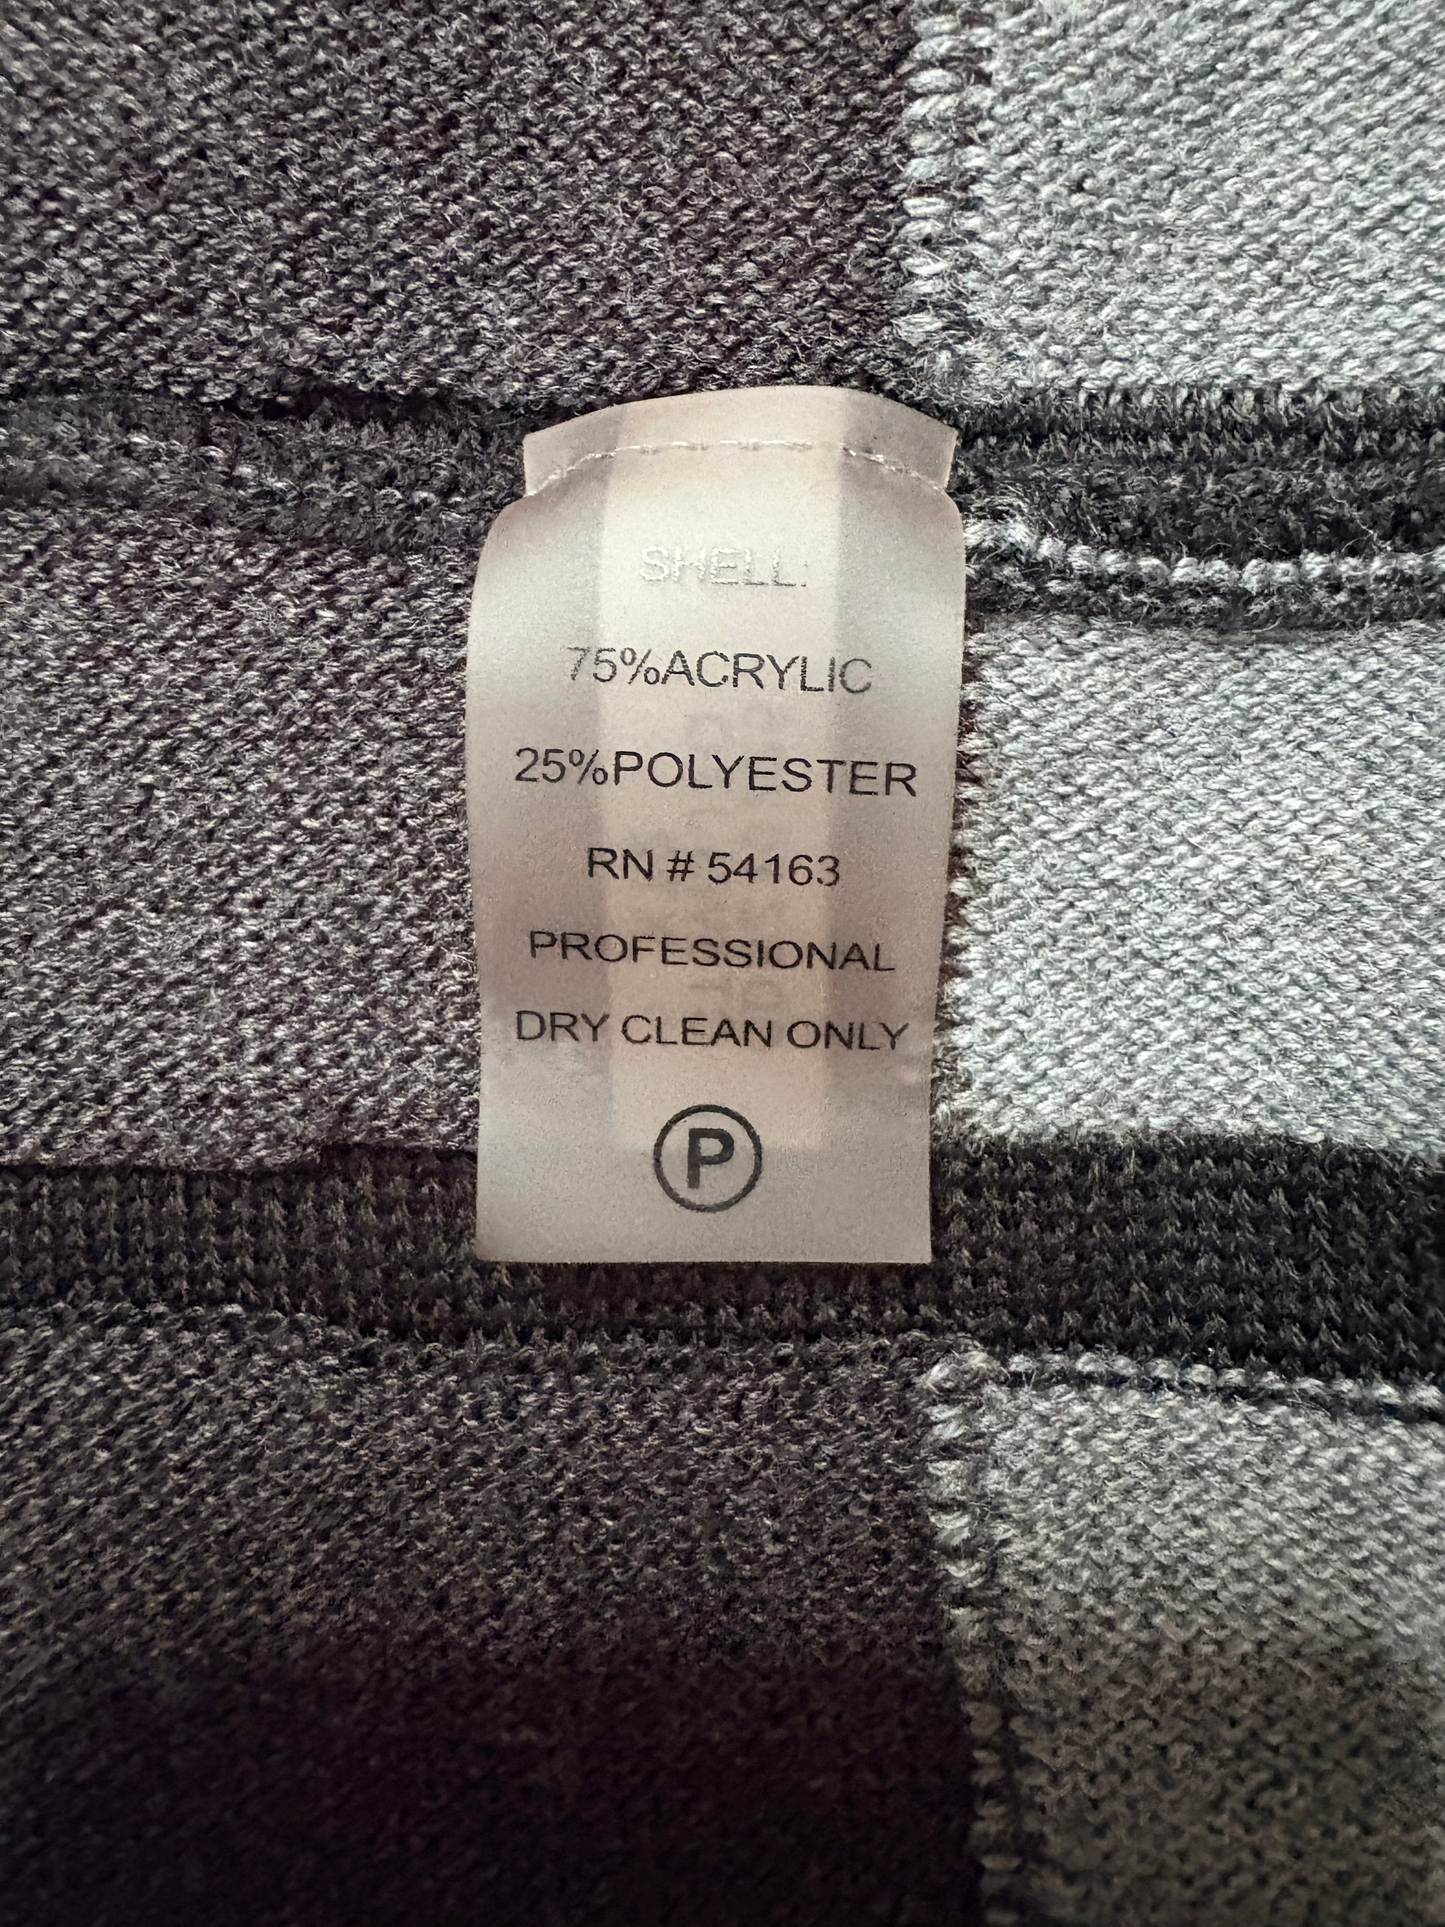 SHELL:
75%ACRYLIC
25%POLYESTER
RN # 54163
PROFESSIONAL
DRY CLEAN ONLY
P